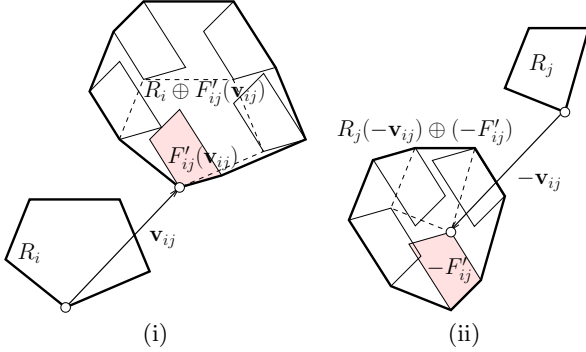 R_j
R_i ⊕ F'_{ij}(v_{ij})
R_j(−v_{ij}) ⊕ (−F'_{ij})
F'_{ij}(v_{ij})
−v_{ij}
v_{ij}
R_i
−F'_{ij}
(i)
(ii)